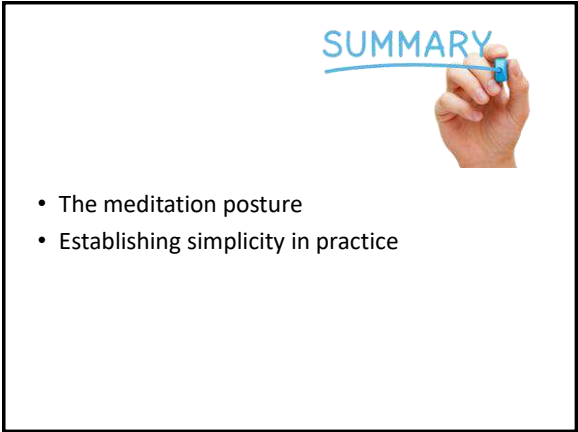 SUMMARY
• The meditation posture
• Establishing simplicity in practice